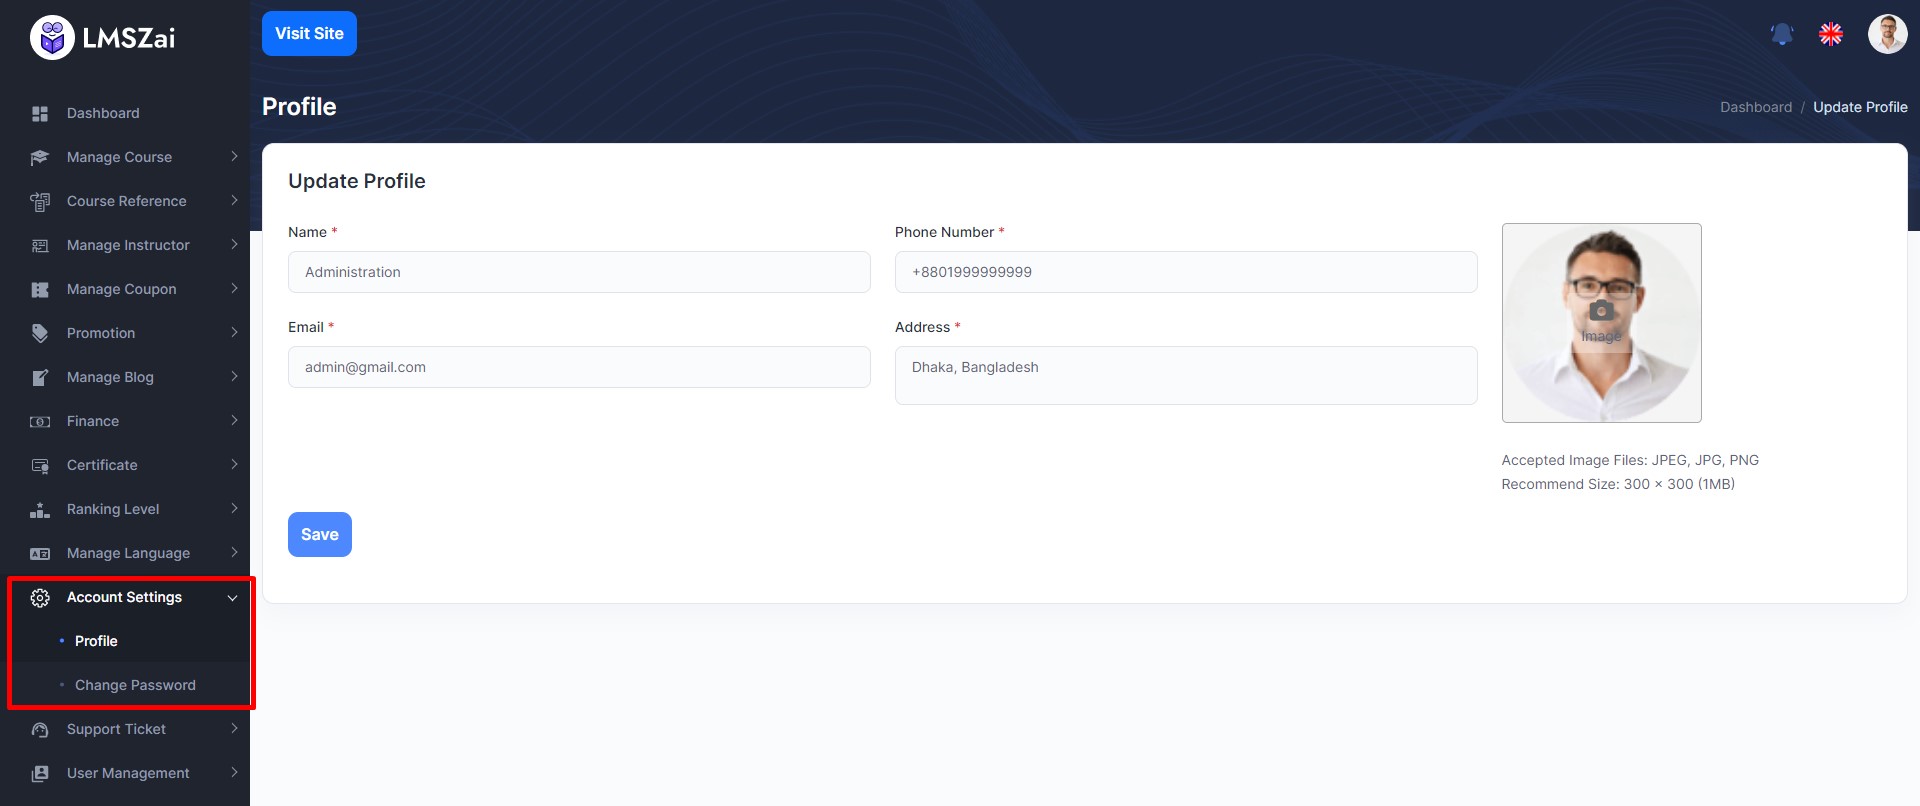 LMSZai
Visit Site
Dashboard
Manage Course
Course Reference
Manage Instructor
Manage Coupon
Promotion
Manage Blog
Finance
Certificate
Ranking Level
Manage Language
Account Settings
Profile
Change Password
Support Ticket
User Management
Profile
Dashboard / Update Profile
Update Profile
Name *
Administration
Phone Number *
+8801999999999
Email *
admin@gmail.com
Address *
Dhaka, Bangladesh
Image
Accepted Image Files: JPEG, JPG, PNG
Recommend Size: 300 × 300 (1MB)
Save